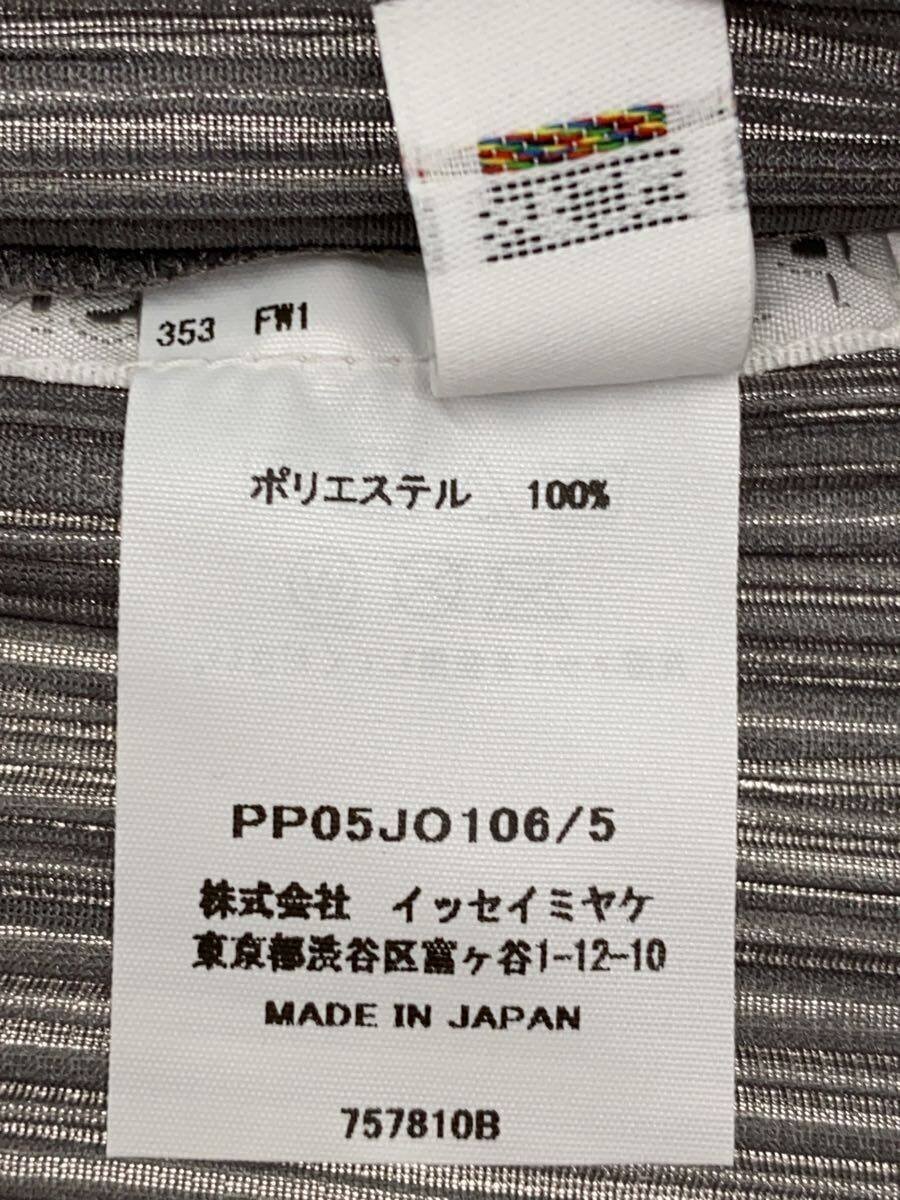 353 FW1
ポリエステル 100%
PP05JO106/5
株式会社 イッセイミヤケ
東京都渋谷区富ヶ谷1-12-10
MADE IN JAPAN
757810B